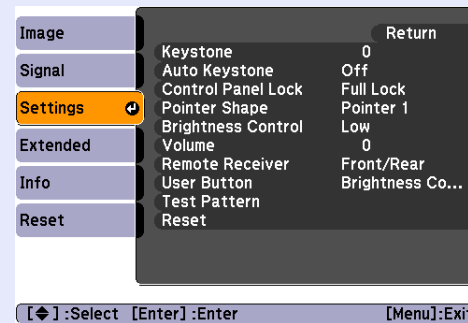 Image
Signal
Settings
Extended
Info
Reset
Return
Keystone 0
Auto Keystone Off
Control Panel Lock Full Lock
Pointer Shape Pointer 1
Brightness Control Low
Volume 0
Remote Receiver Front/Rear
User Button Brightness Co...
Test Pattern
Reset
[◆] :Select [Enter] :Enter [Menu]:Exit